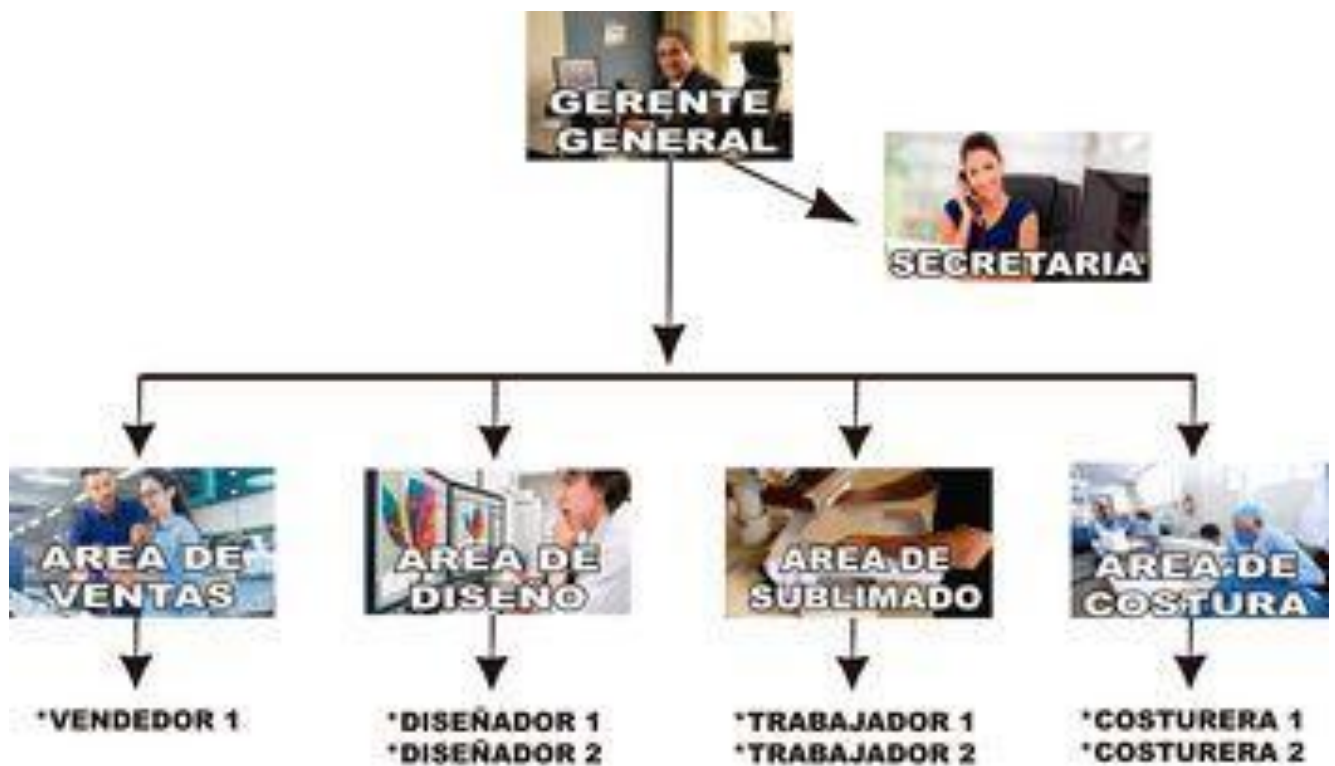 GERENTE
GENERAL
SECRETARIA
AREA DE
VENTAS
AREA DE
DISEÑO
AREA DE
SUBLIMADO
AREA DE
COSTURA
*VENDEDOR 1
*DISEÑADOR 1
*DISEÑADOR 2
*TRABAJADOR 1
*TRABAJADOR 2
*COSTURERA 1
*COSTURERA 2